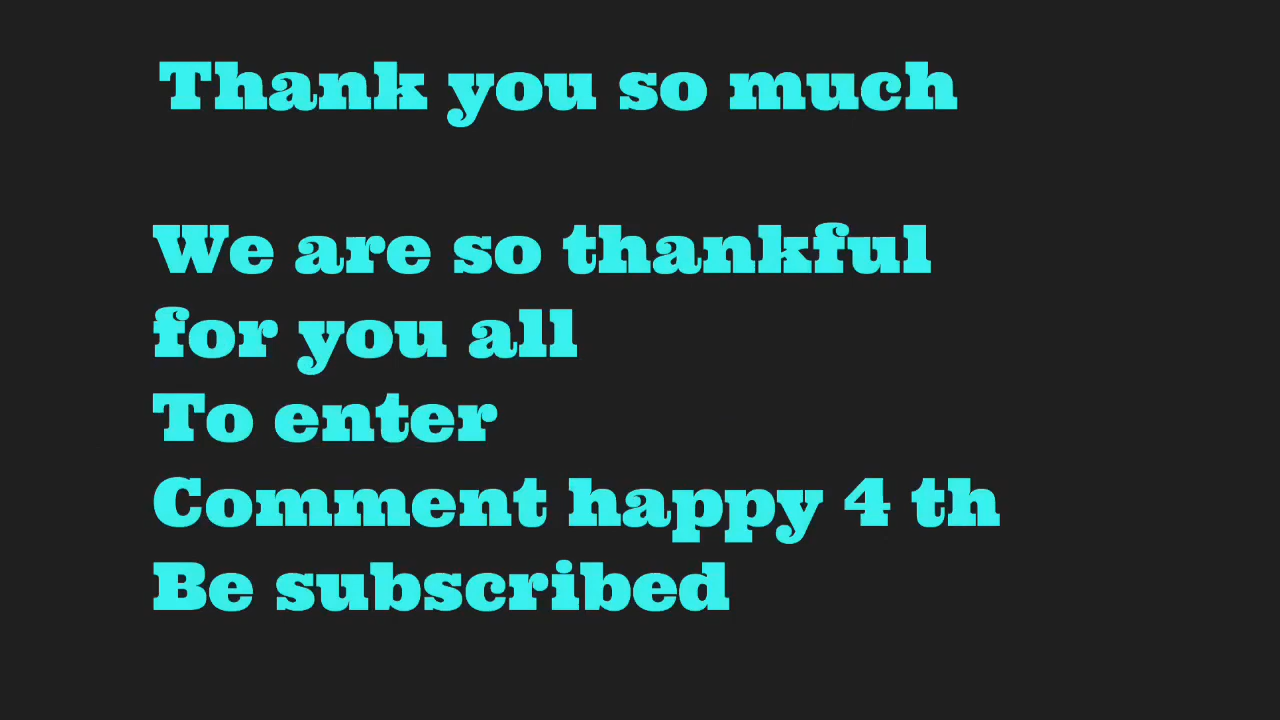 Thank you so much
We are so thankful
for you all
To enter
Comment happy 4 th
Be subscribed